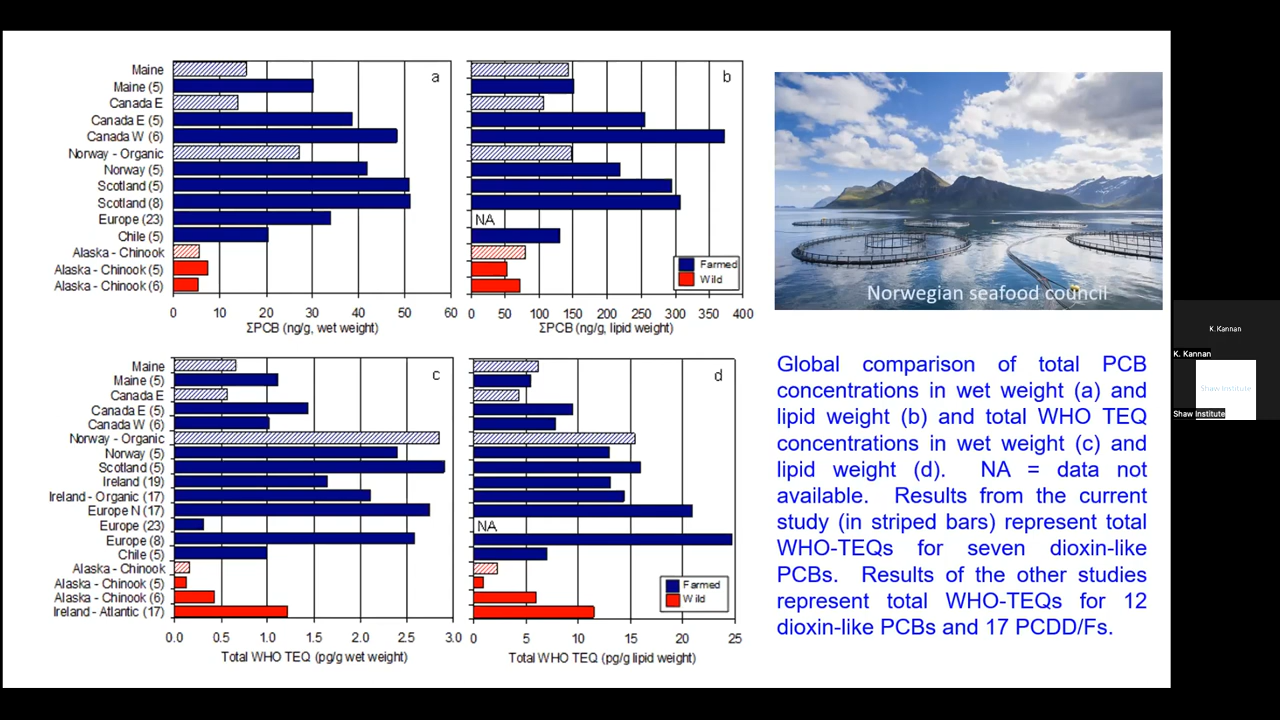 a
Maine
Maine (5)
Canada E
Canada E (5)
Canada W (6)
Norway - Organic
Norway (5)
Scotland (5)
Scotland (8)
Europe (23)
Chile (5)
Alaska - Chinook
Alaska - Chinook (5)
Alaska - Chinook (6)
0 10 20 30 40 50 60
ΣPCB (ng/g, wet weight)
b
NA
Farmed
Wild
0 50 100 150 200 250 300 350 400
ΣPCB (ng/g, lipid weight)
Norwegian seafood council
c
Maine
Maine (5)
Canada E
Canada E (5)
Canada W (6)
Norway - Organic
Norway (5)
Scotland (5)
Ireland (19)
Ireland - Organic (17)
Europe N (17)
Europe (23)
Europe (8)
Chile (5)
Alaska - Chinook
Alaska - Chinook (5)
Alaska - Chinook (6)
Ireland - Atlantic (17)
0.0 0.5 1.0 1.5 2.0 2.5 3.0
Total WHO TEQ (pg/g wet weight)
d
NA
Farmed
Wild
0 5 10 15 20 25
Total WHO TEQ (pg/g lipid weight)
Global comparison of total PCB
concentrations in wet weight (a) and
lipid weight (b) and total WHO TEQ
concentrations in wet weight (c) and
lipid weight (d). NA = data not
available. Results from the current
study (in striped bars) represent total
WHO-TEQs for seven dioxin-like
PCBs. Results of the other studies
represent total WHO-TEQs for 12
dioxin-like PCBs and 17 PCDD/Fs.
K. Kannan
K. Kannan
Shaw Institute
Shaw Institute